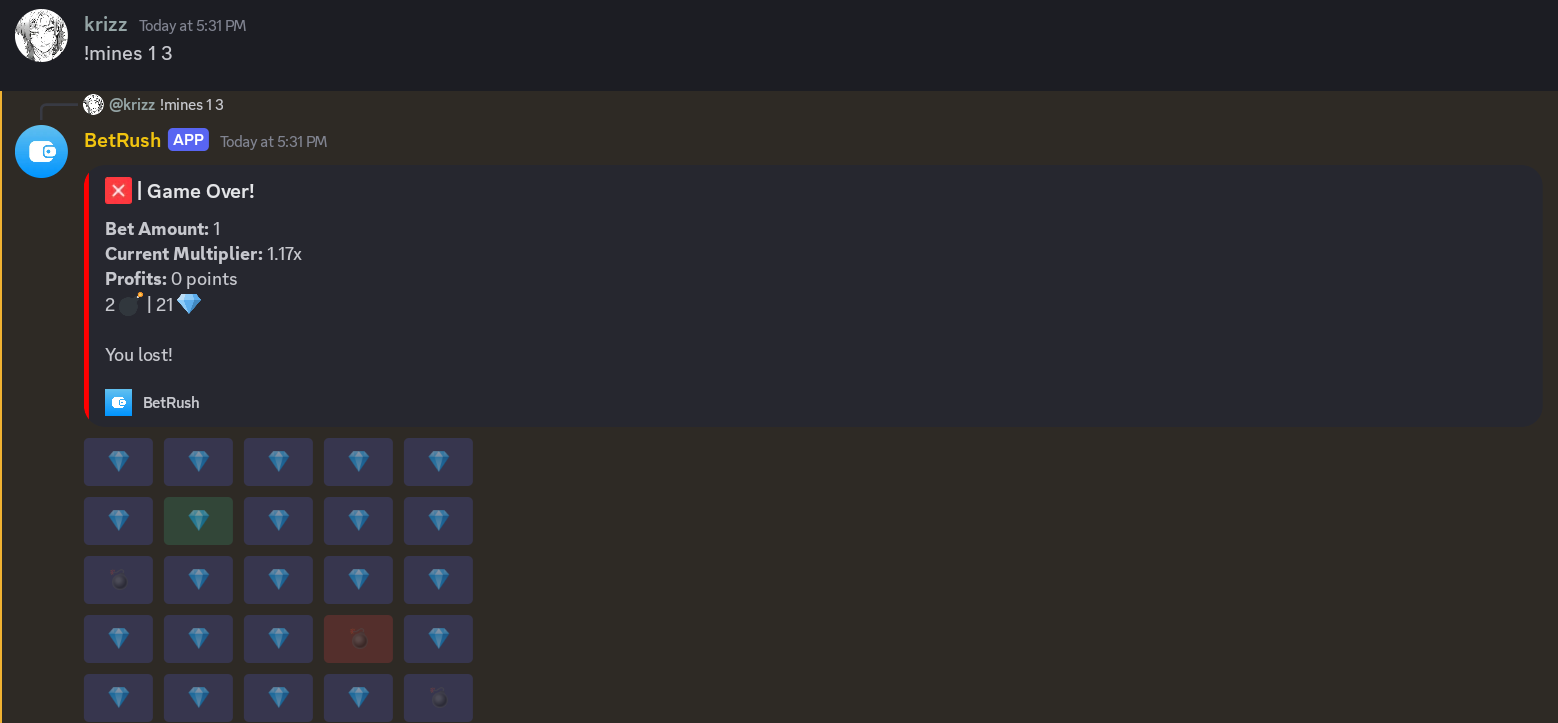 krizz Today at 5:31 PM
!mines 1 3
@krizz !mines 1 3
BetRush APP Today at 5:31 PM
| Game Over!
Bet Amount: 1
Current Multiplier: 1.17x
Profits: 0 points
2 | 21
You lost!
BetRush